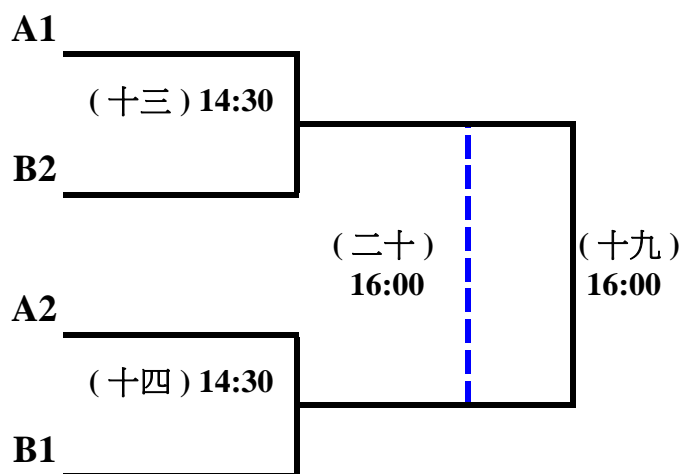 A1
( 十三 ) 14:30
B2
( 二十 )
16:00
( 十九 )
16:00
A2
( 十四 ) 14:30
B1